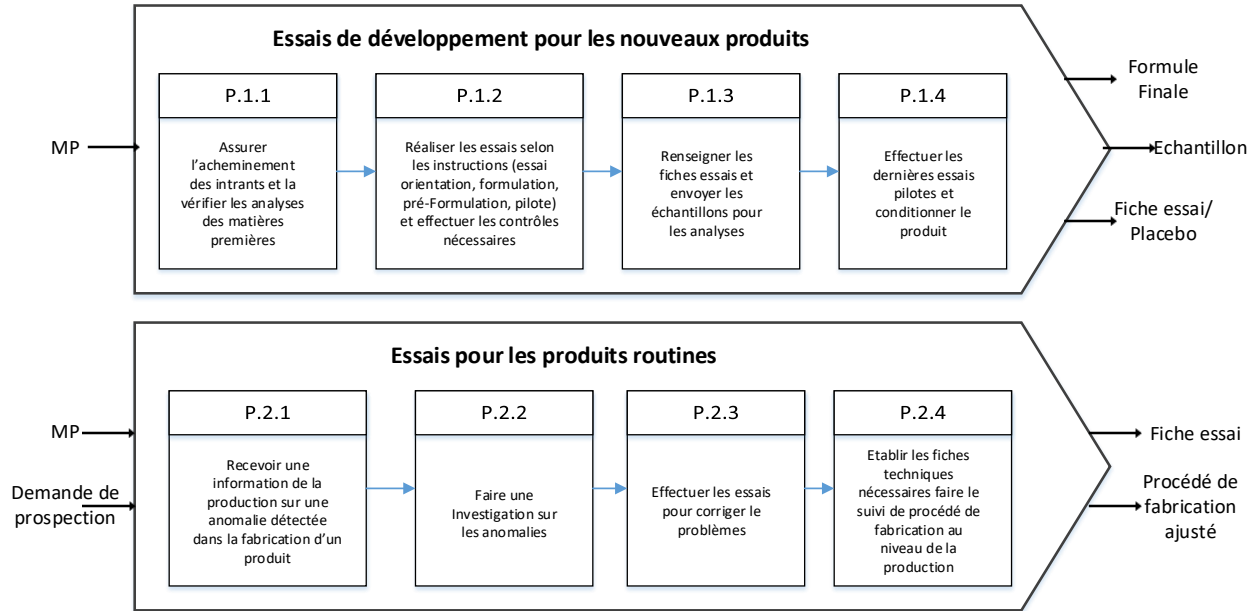 Essais de développement pour les nouveaux produits
MP
P.1.1
Assurer
l'acheminement
des intrants et la
vérifier les analyses
des matières
premières
P.1.2
Réaliser les essais selon
les instructions (essai
orientation, formulation,
pré-Formulation, pilote)
et effectuer les contrôles
nécessaires
P.1.3
Renseigner les
fiches essais et
envoyer les
échantillons pour
les analyses
P.1.4
Effectuer les
dernières essais
pilotes et
conditionner le
produit
Formule
Finale
Echantillon
Fiche essai/
Placebo
Essais pour les produits routines
MP
Demande de
prospection
P.2.1
Recevoir une
information de la
production sur une
anomalie détectée
dans la fabrication d'un
produit
P.2.2
Faire une
Investigation sur
les anomalies
P.2.3
Effectuer les essais
pour corriger le
problèmes
P.2.4
Etablir les fiches
techniques
nécessaires faire le
suivi de procédé de
fabrication au
niveau de la
production
Fiche essai
Procédé de
fabrication
ajusté